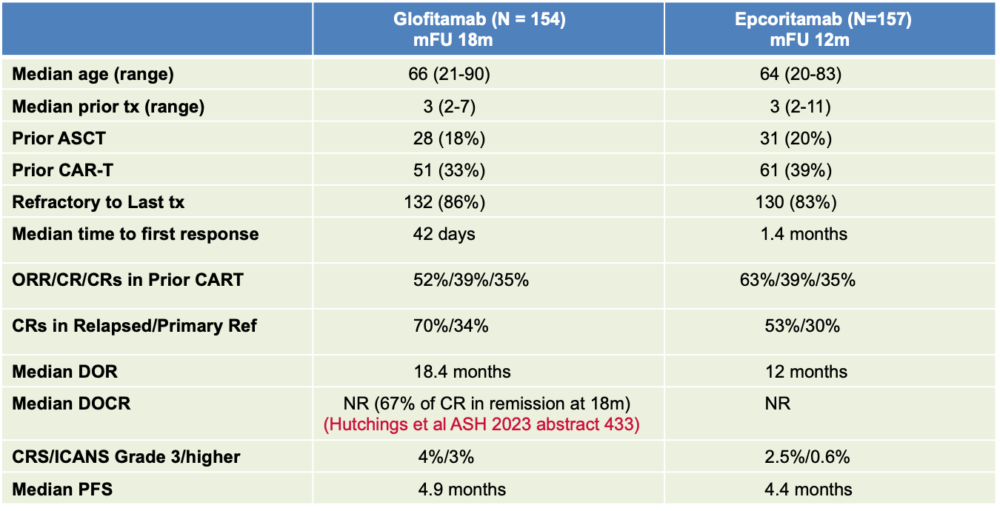 Glofitamab (N = 154)
mFU 18m
Epcoritamab (N=157)
mFU 12m
Median age (range)
66 (21-90)
64 (20-83)
Median prior tx (range)
3 (2-7)
3 (2-11)
Prior ASCT
28 (18%)
31 (20%)
Prior CAR-T
51 (33%)
61 (39%)
Refractory to Last tx
132 (86%)
130 (83%)
Median time to first response
42 days
1.4 months
ORR/CR/CRs in Prior CART
52%/39%/35%
63%/39%/35%
CRs in Relapsed/Primary Ref
70%/34%
53%/30%
Median DOR
18.4 months
12 months
Median DOCR
NR (67% of CR in remission at 18m)
(Hutchings et al ASH 2023 abstract 433)
NR
CRS/ICANS Grade 3/higher
4%/3%
2.5%/0.6%
Median PFS
4.9 months
4.4 months